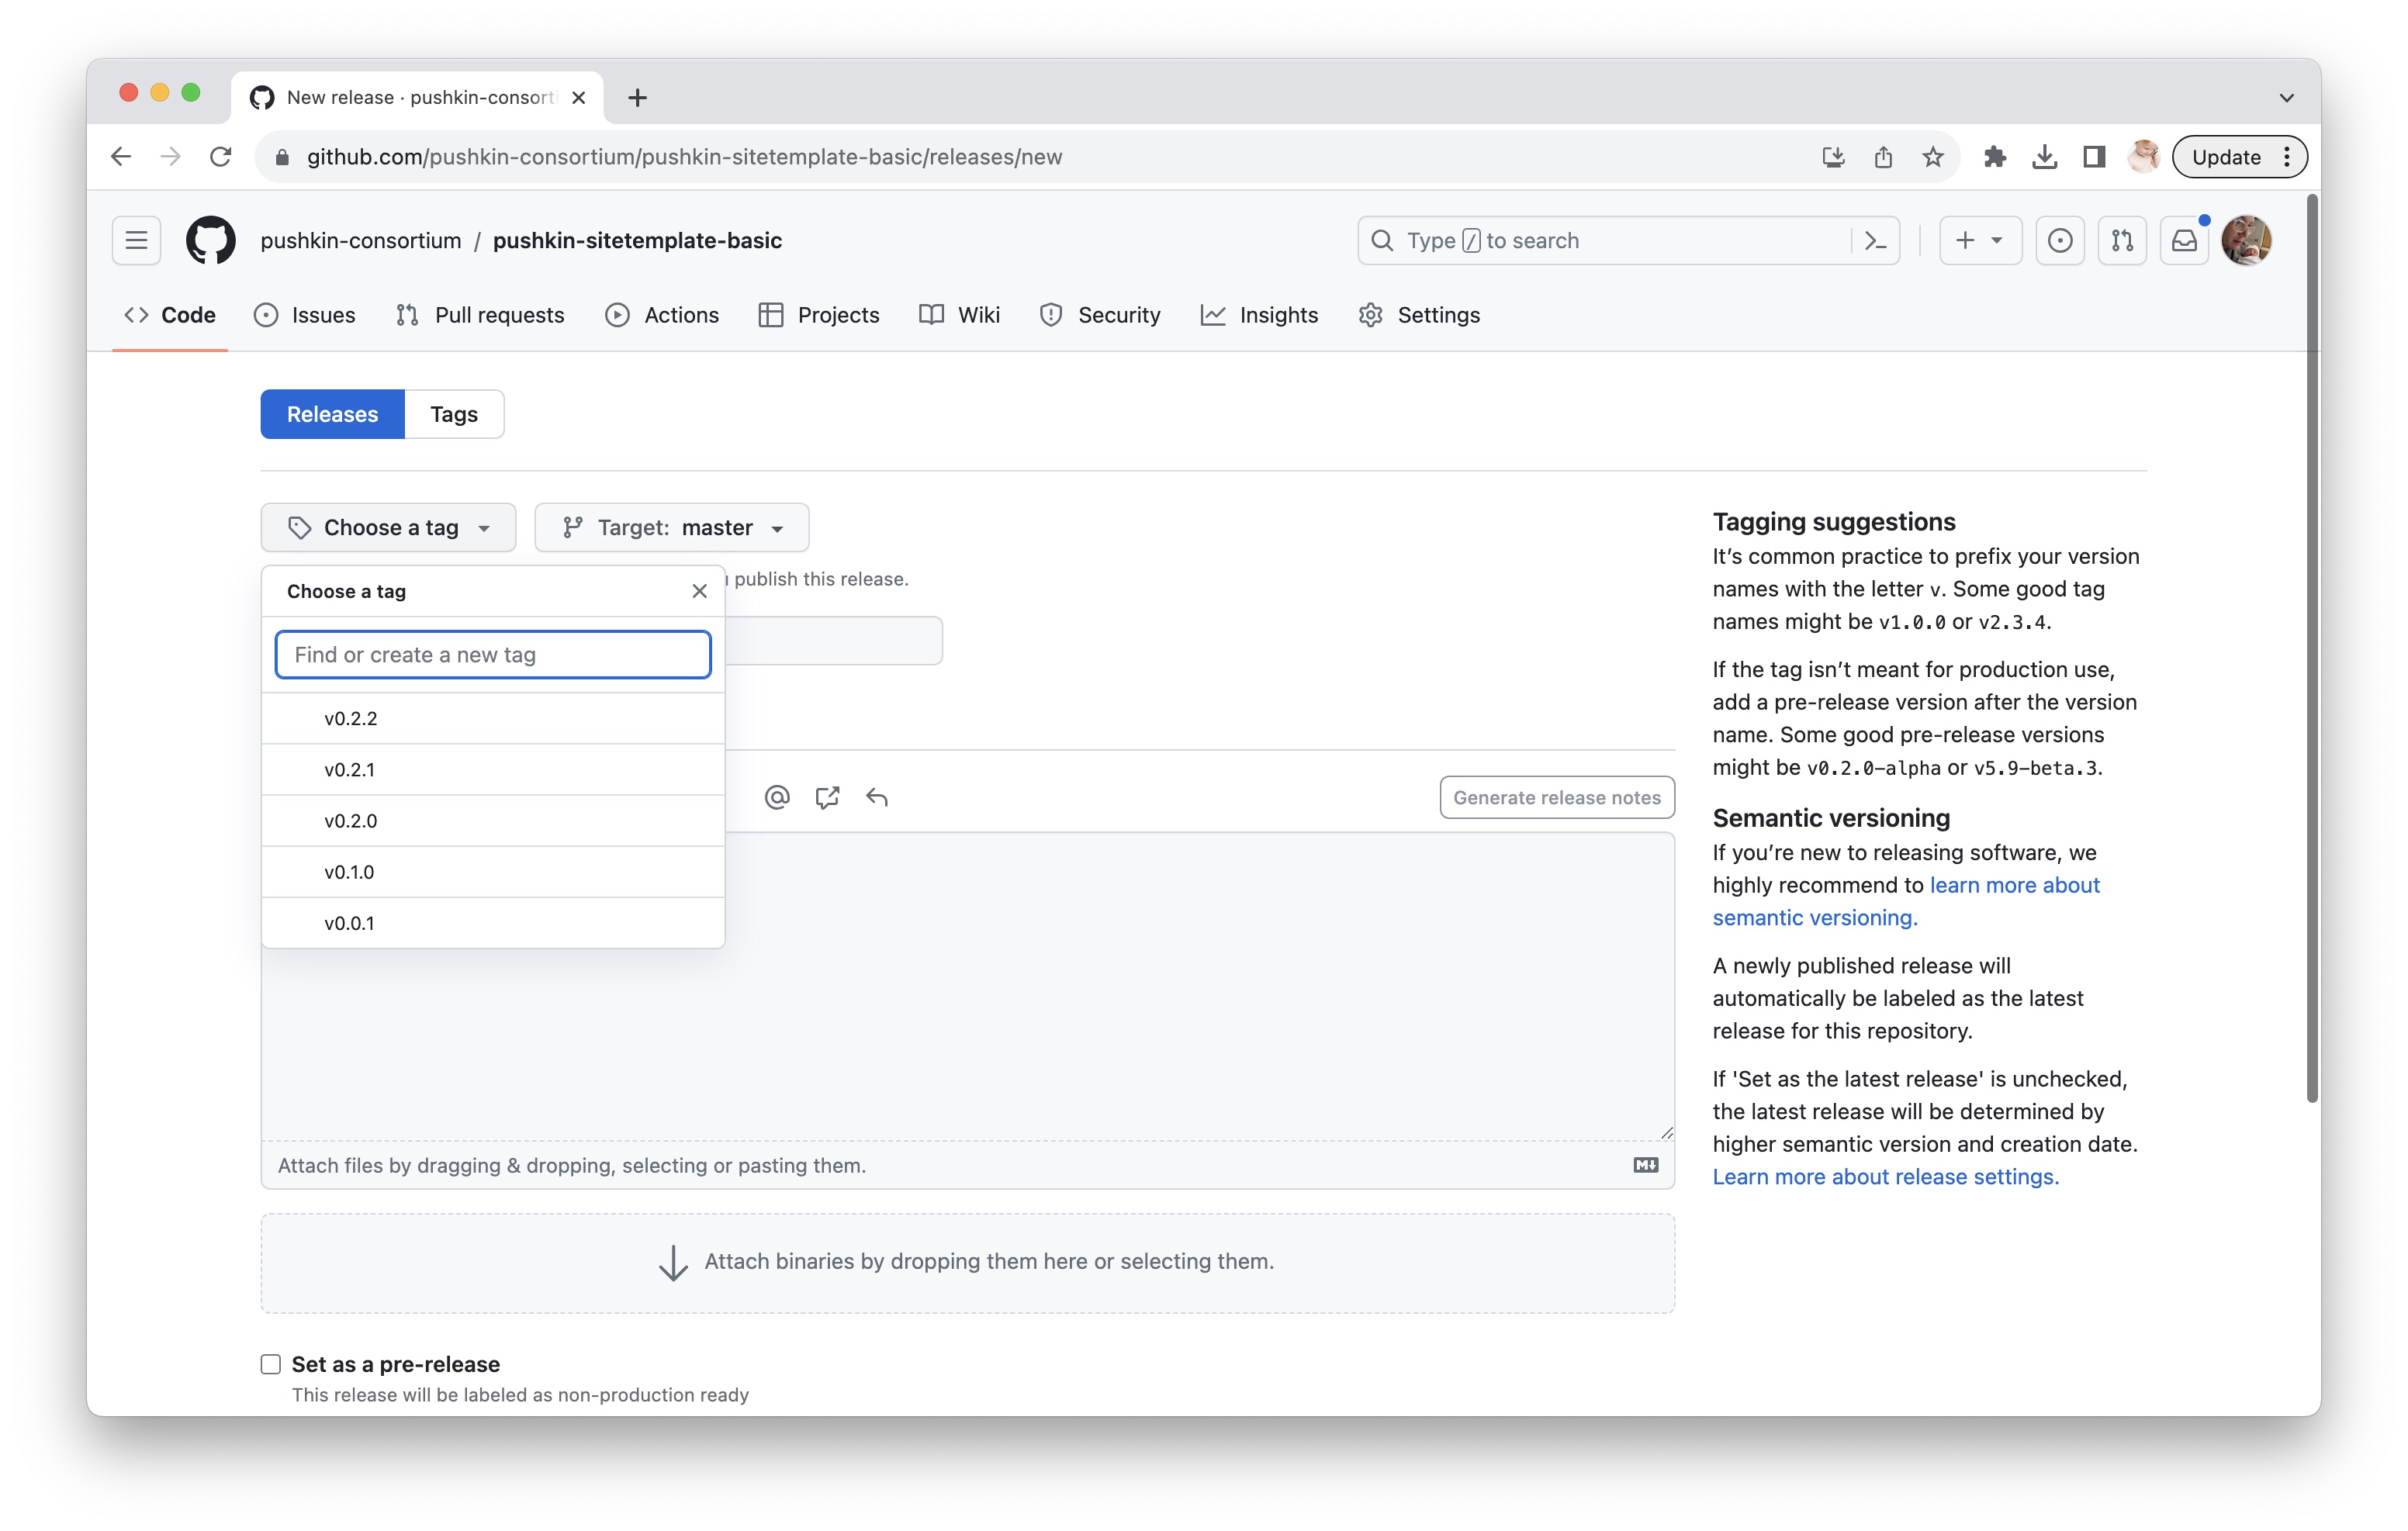 New release · pushkin-consorti
github.com/pushkin-consortium/pushkin-sitetemplate-basic/releases/new
Update
pushkin-consortium / pushkin-sitetemplate-basic
Type / to search
Code
Issues
Pull requests
Actions
Projects
Wiki
Security
Insights
Settings
Releases
Tags
Choose a tag
Target: master
publish this release.
Choose a tag
Find or create a new tag
v0.2.2
v0.2.1
v0.2.0
v0.1.0
v0.0.1
Generate release notes
Attach files by dragging & dropping, selecting or pasting them.
Attach binaries by dropping them here or selecting them.
Set as a pre-release
This release will be labeled as non-production ready
Tagging suggestions
It’s common practice to prefix your version
names with the letter v. Some good tag
names might be v1.0.0 or v2.3.4.
If the tag isn’t meant for production use,
add a pre-release version after the version
name. Some good pre-release versions
might be v0.2.0-alpha or v5.9-beta.3.
Semantic versioning
If you’re new to releasing software, we
highly recommend to learn more about
semantic versioning.
A newly published release will
automatically be labeled as the latest
release for this repository.
If 'Set as the latest release' is unchecked,
the latest release will be determined by
higher semantic version and creation date.
Learn more about release settings.